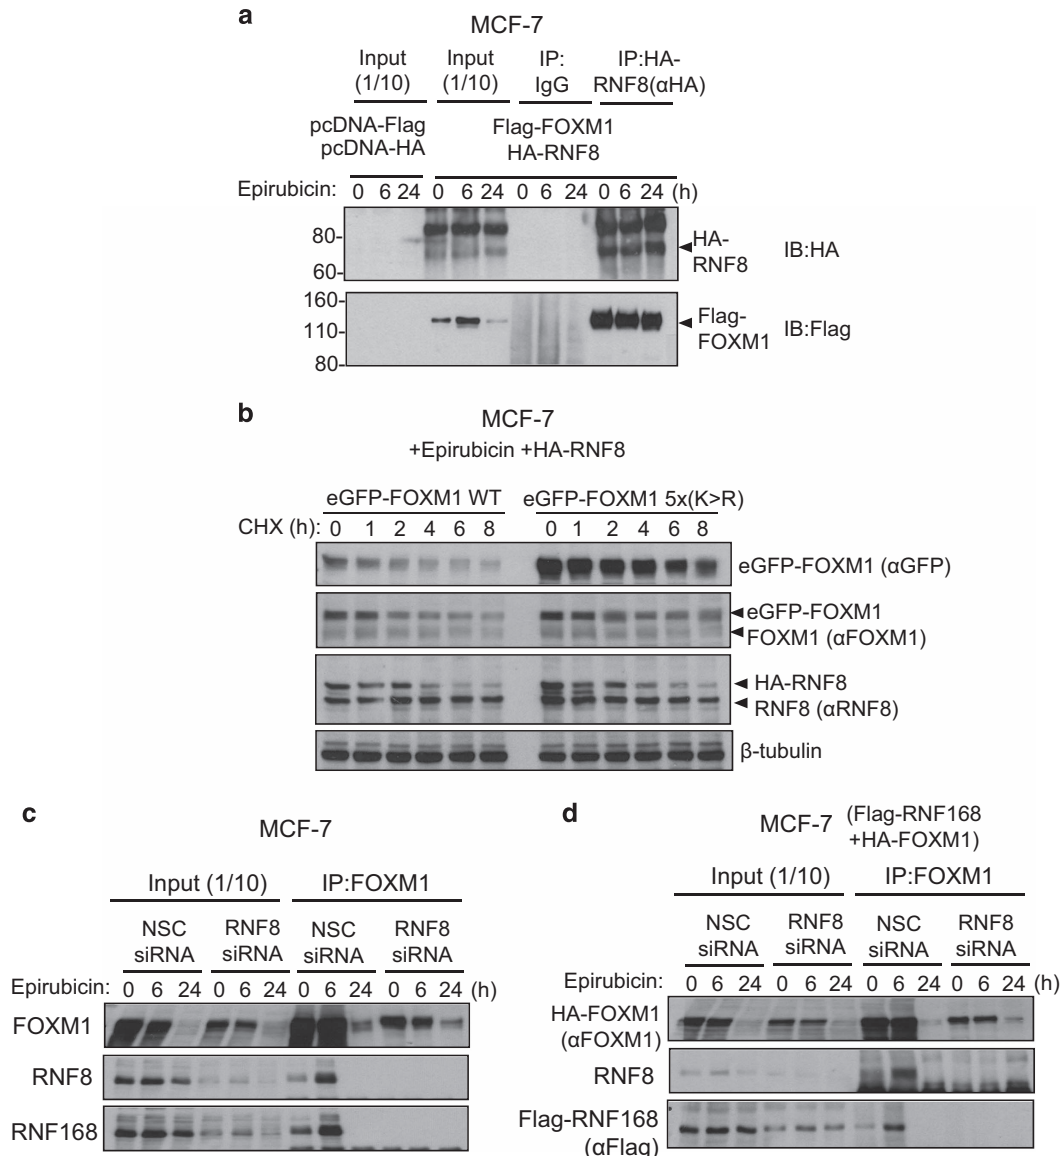 a
MCF-7
Input Input IP: IP:HA-
(1/10) (1/10) IgG RNF8(αHA)
pcDNA-Flag Flag-FOXM1
pcDNA-HA HA-RNF8
Epirubicin: 0 6 24 0 6 24 0 6 24 0 6 24 (h)
80-
60-
HA-
RNF8
IB:HA
160-
110-
80-
Flag-
FOXM1
IB:Flag
b
MCF-7
+Epirubicin +HA-RNF8
eGFP-FOXM1 WT eGFP-FOXM1 5x(K>R)
CHX (h): 0 1 2 4 6 8 0 1 2 4 6 8
eGFP-FOXM1 (αGFP)
eGFP-FOXM1
FOXM1 (αFOXM1)
HA-RNF8
RNF8 (αRNF8)
β-tubulin
c
MCF-7
Input (1/10) IP:FOXM1
NSC RNF8 NSC RNF8
siRNA siRNA siRNA siRNA
Epirubicin: 0 6 24 0 6 24 0 6 24 0 6 24 (h)
FOXM1
RNF8
RNF168
d
MCF-7 (Flag-RNF168
+HA-FOXM1)
Input (1/10) IP:FOXM1
NSC RNF8 NSC RNF8
siRNA siRNA siRNA siRNA
Epirubicin: 0 6 24 0 6 24 0 6 24 0 6 24 (h)
HA-FOXM1
(αFOXM1)
RNF8
Flag-RNF168
(αFlag)